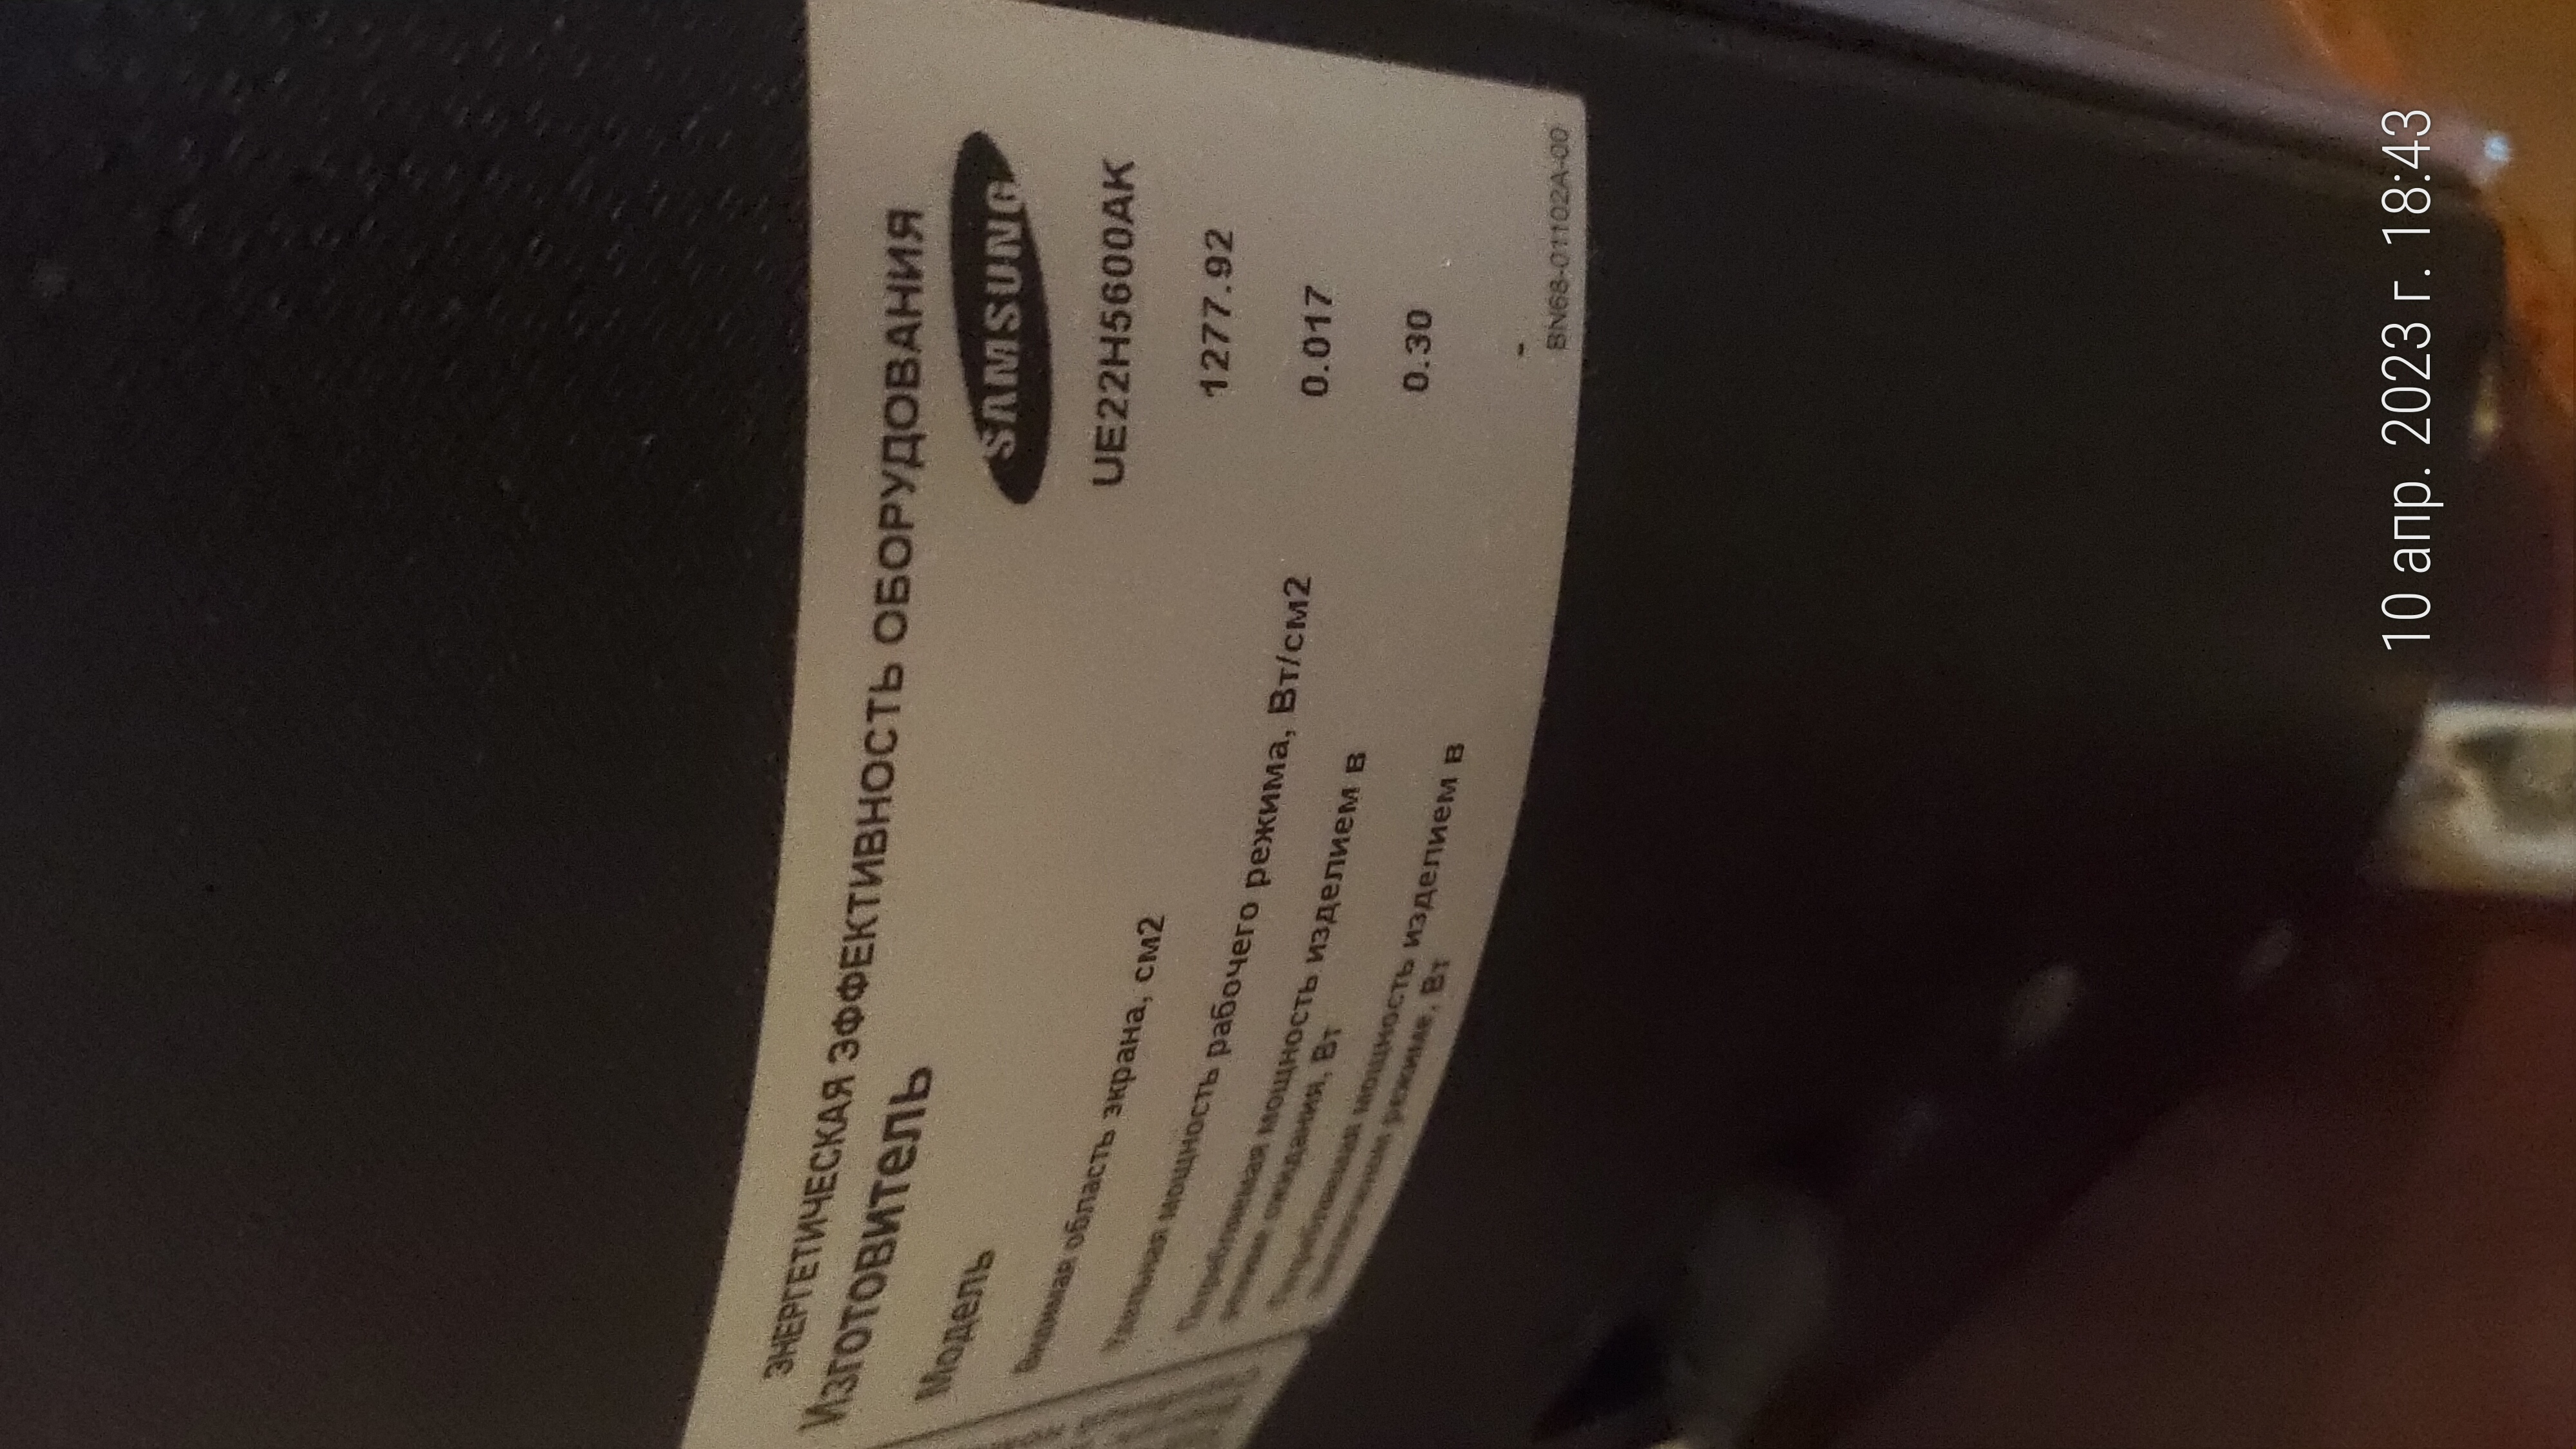 ЭНЕРГЕТИЧЕСКАЯ ЭФФЕКТИВНОСТЬ ОБОРУДОВАНИЯ
Изготовитель SAMSUNG
Модель UE22H5600AK
Видимая область экрана, см2 1277.92
Удельная мощность рабочего режима, Вт/см2 0.017
Потребляемая мощность изделием в 0.30
режиме ожидания, Вт
Потребляемая мощность изделием в -
режиме, Вт
BN68-01102A-00
10 апр. 2023 г. 18:43